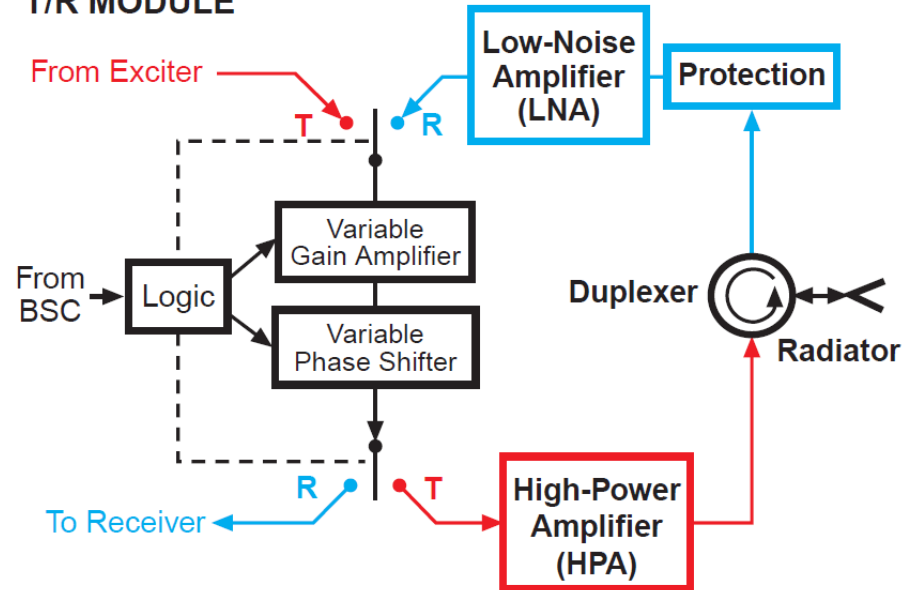 T/R MODULE
From Exciter
T
R
Low-Noise
Amplifier
(LNA)
Protection
Variable
Gain Amplifier
From
BSC
Logic
Variable
Phase Shifter
Duplexer
Radiator
R
T
To Receiver
High-Power
Amplifier
(HPA)